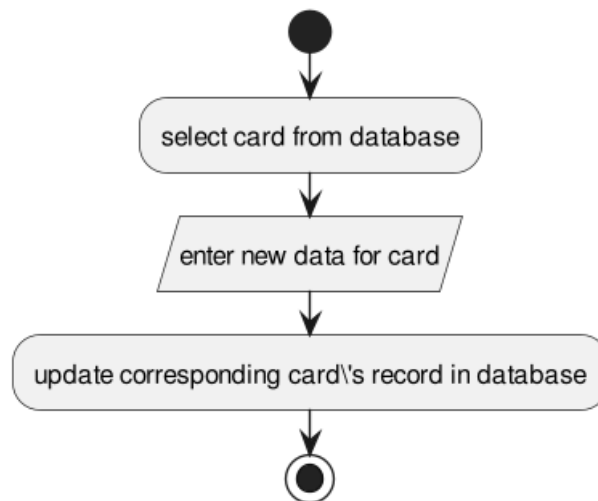 select card from database
enter new data for card
update corresponding card\'s record in database